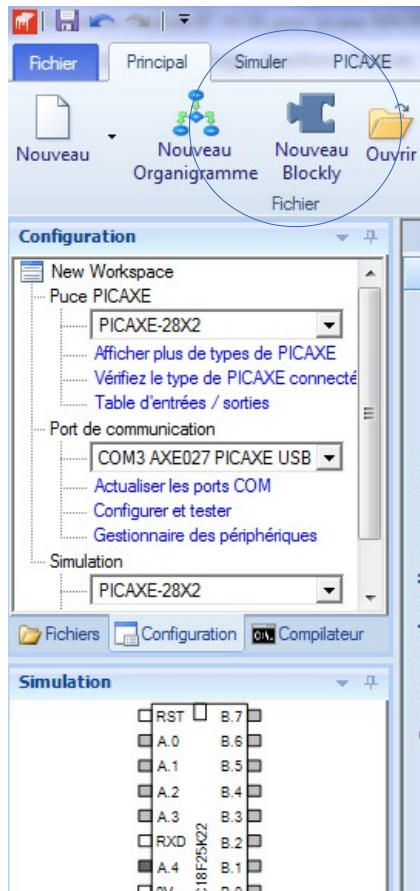 Fichier Principal Simuler PICAXE
Nouveau Nouveau Organigramme Nouveau Blockly Ouvrir
Fichier
Configuration
New Workspace
Puce PICAXE
PICAXE-28X2
Afficher plus de types de PICAXE
Vérifiez le type de PICAXE connecté
Table d'entrées / sorties
Port de communication
COM3 AXE027 PICAXE USB
Actualiser les ports COM
Configurer et tester
Gestionnaire des périphériques
Simulation
PICAXE-28X2
Fichiers Configuration Compilateur
Simulation
RST B.7
A.0 B.6
A.1 B.5
A.2 B.4
A.3 B.3
RXD B.2
A.4 B.1
C18F25K22